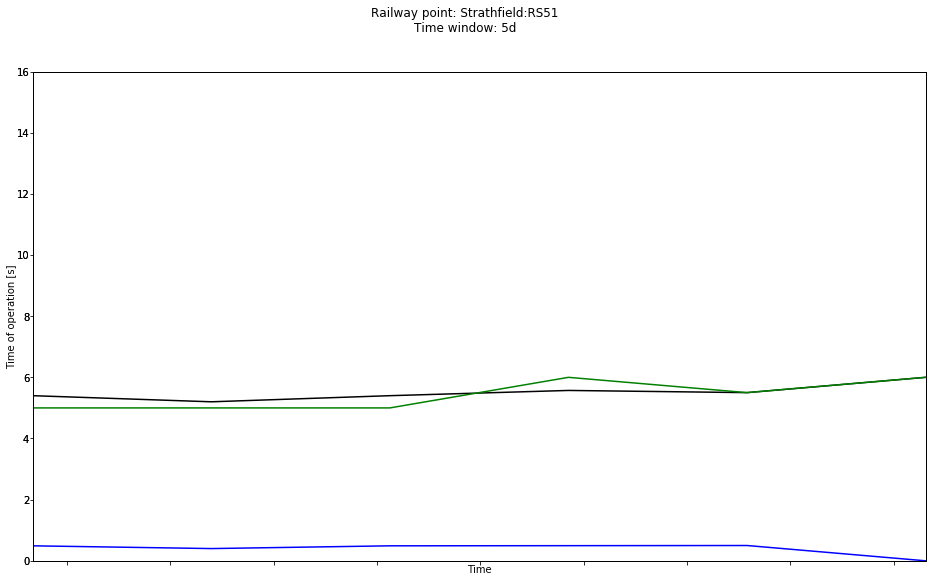 Railway point: Strathfield:RS51
Time window: 5d
16
14
12
10
8
6
4
2
0
Time of operation [s]
Time